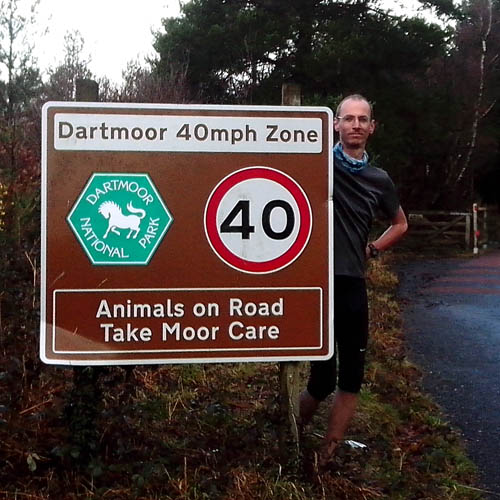 Dartmoor 40mph Zone
DARTMOOR
NATIONAL PARK
40
Animals on Road
Take Moor Care